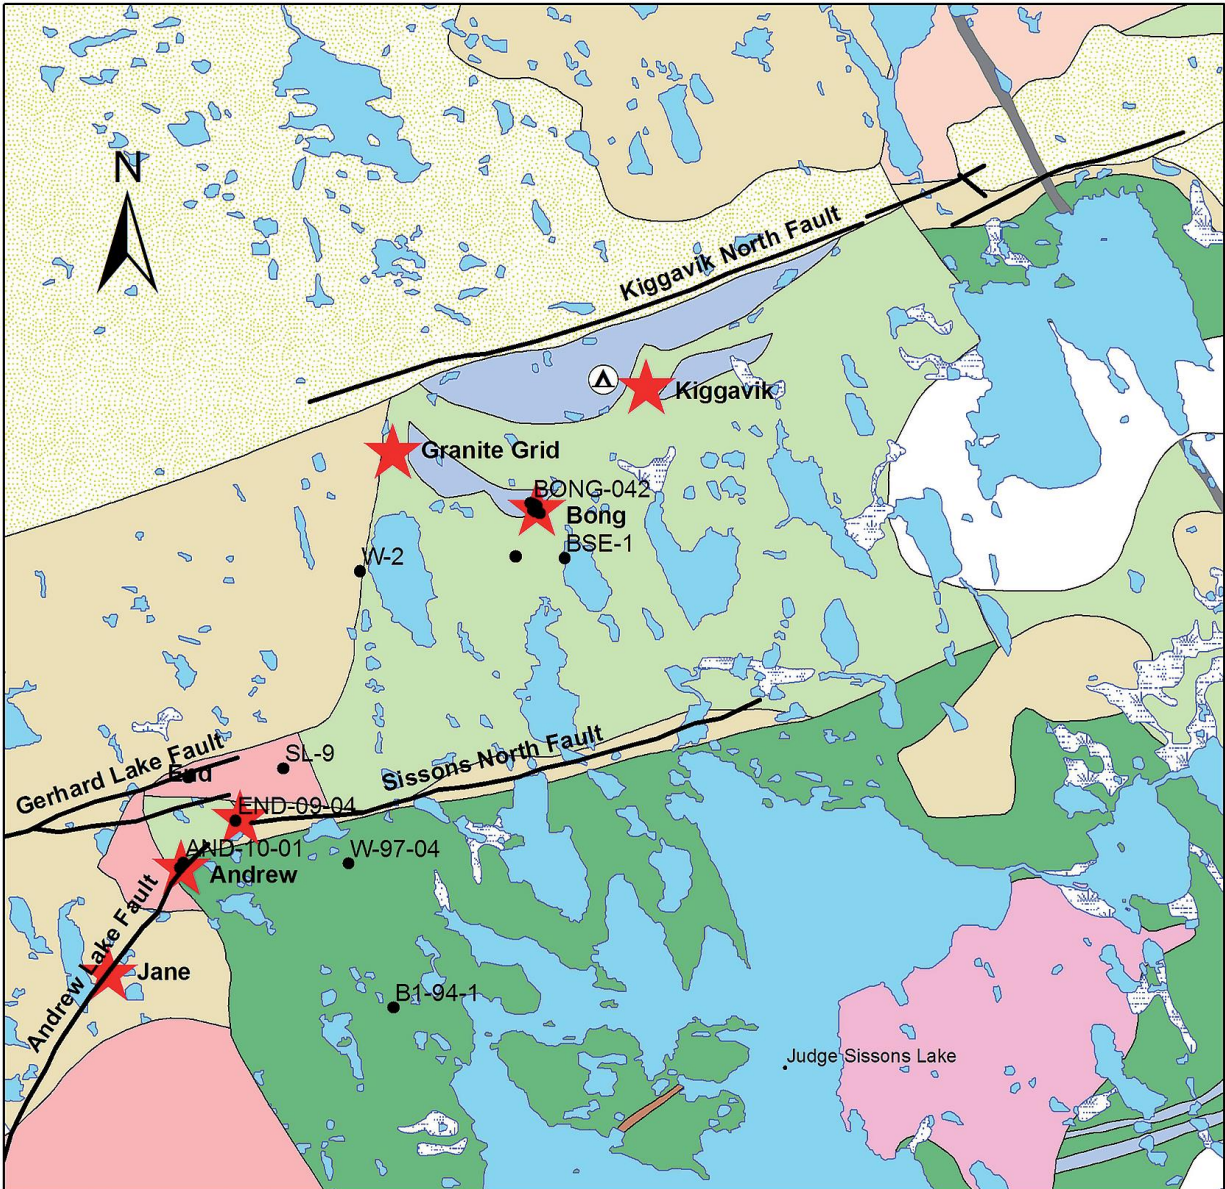 N
Kiggavik North Fault
Kiggavik
Granite Grid
BONG-042
Bong
BSE-1
W-2
Gerhard Lake Fault
End
SL-9
Sissons North Fault
END-09-04
AND-10-01
Andrew
W-97-04
Andrew Lake Fault
Jane
B1-94-1
Judge Sissons Lake